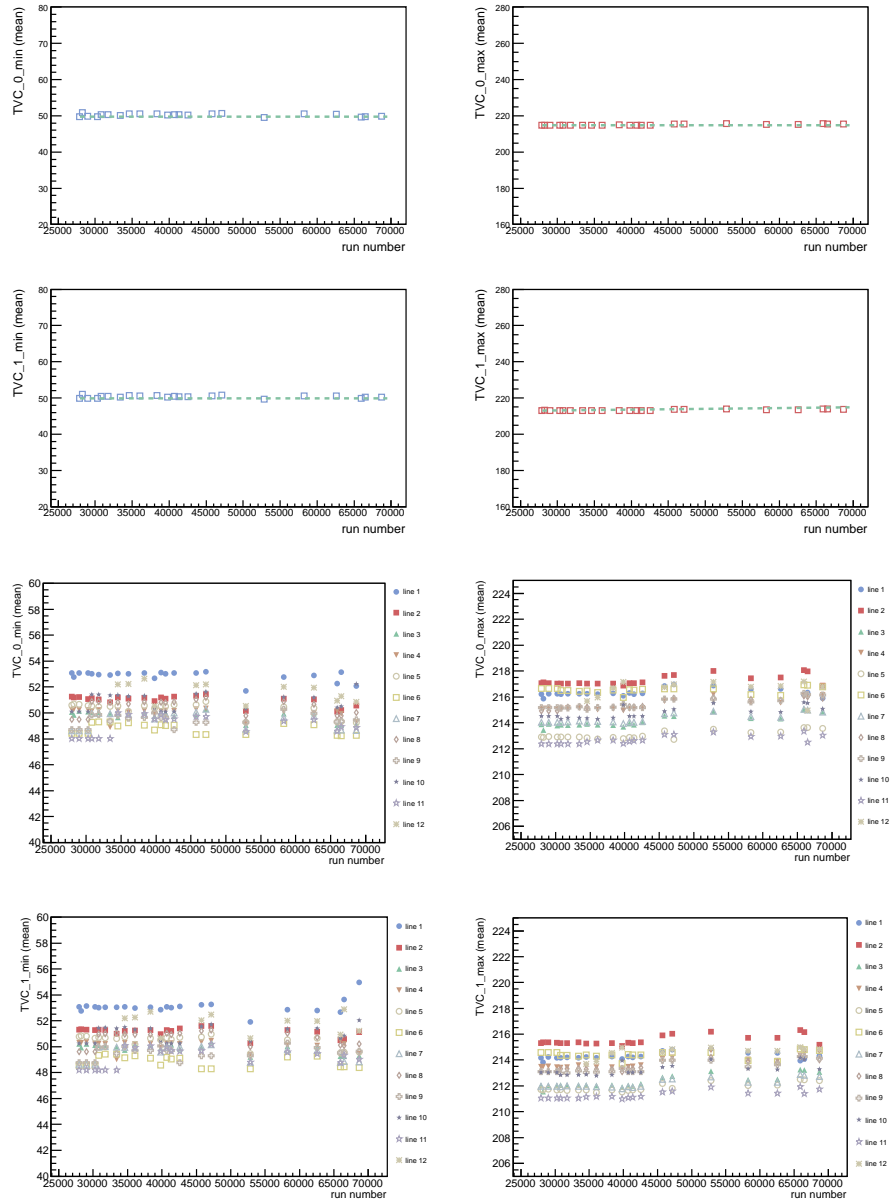 TVC_0_min (mean)
80
70
60
50
40
30
20
25000 30000 35000 40000 45000 50000 55000 60000 65000 70000
run number
TVC_0_max (mean)
280
260
240
220
200
180
160
25000 30000 35000 40000 45000 50000 55000 60000 65000 70000
run number
TVC_1_min (mean)
80
70
60
50
40
30
20
25000 30000 35000 40000 45000 50000 55000 60000 65000 70000
run number
TVC_1_max (mean)
280
260
240
220
200
180
160
25000 30000 35000 40000 45000 50000 55000 60000 65000 70000
run number
TVC_0_min (mean)
60
58
56
54
52
50
48
46
44
42
40
25000 30000 35000 40000 45000 50000 55000 60000 65000 70000
run number
line 1
line 2
line 3
line 4
line 5
line 6
line 7
line 8
line 9
line 10
line 11
line 12
TVC_0_max (mean)
224
222
220
218
216
214
212
210
208
206
25000 30000 35000 40000 45000 50000 55000 60000 65000 70000
run number
line 1
line 2
line 3
line 4
line 5
line 6
line 7
line 8
line 9
line 10
line 11
line 12
TVC_1_min (mean)
60
58
56
54
52
50
48
46
44
42
40
25000 30000 35000 40000 45000 50000 55000 60000 65000 70000
run number
line 1
line 2
line 3
line 4
line 5
line 6
line 7
line 8
line 9
line 10
line 11
line 12
TVC_1_max (mean)
224
222
220
218
216
214
212
210
208
206
25000 30000 35000 40000 45000 50000 55000 60000 65000 70000
run number
line 1
line 2
line 3
line 4
line 5
line 6
line 7
line 8
line 9
line 10
line 11
line 12